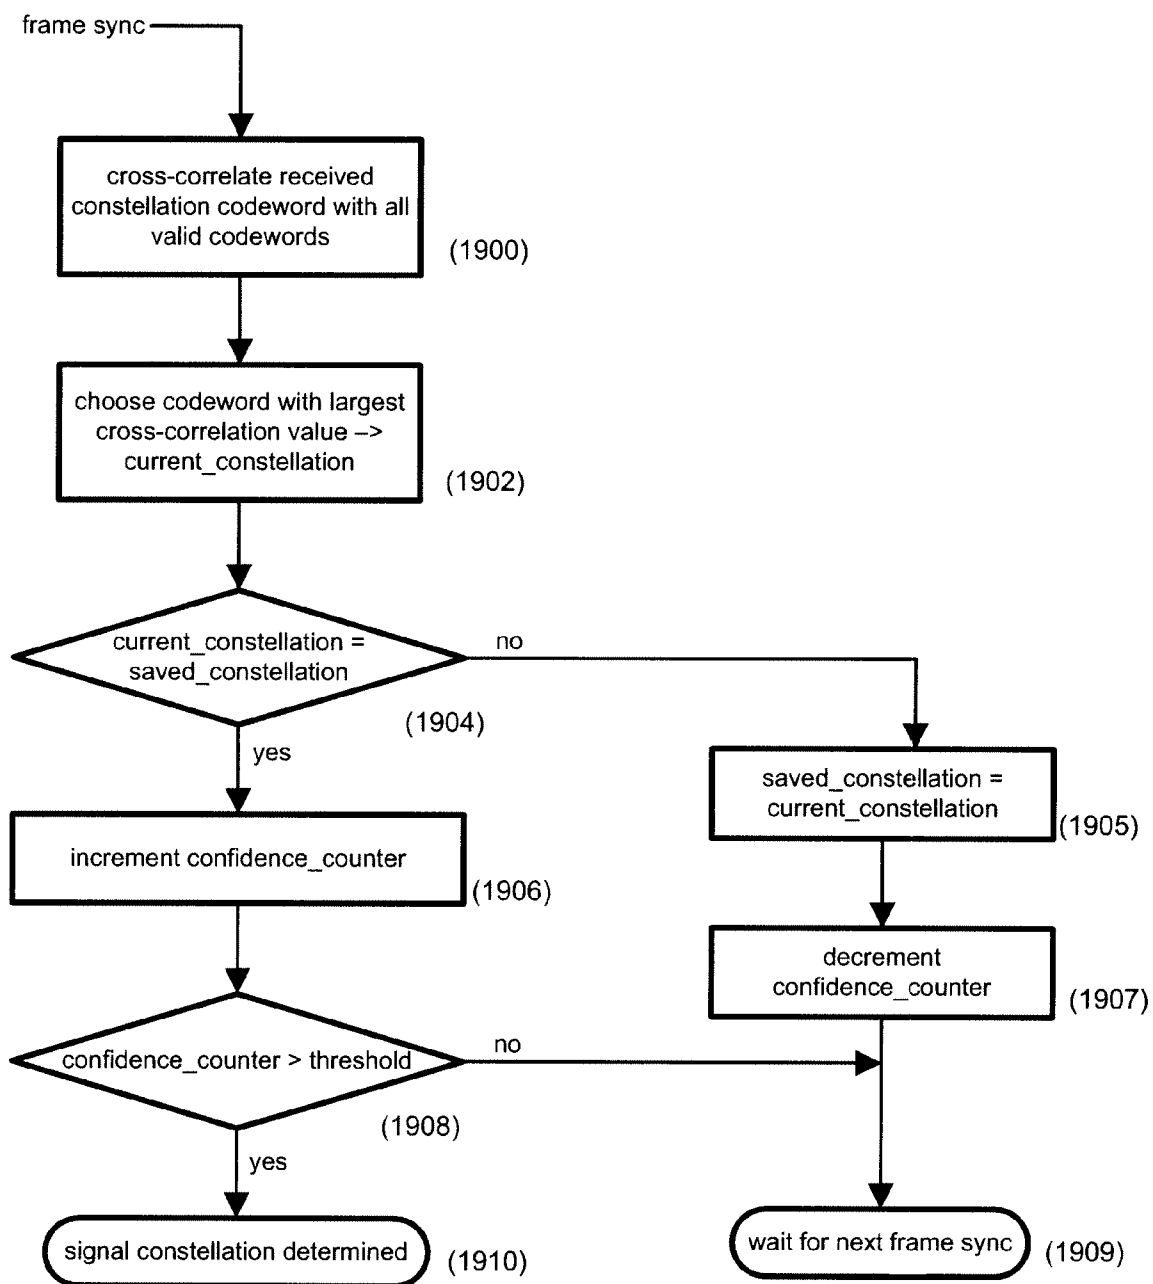 frame sync
cross-correlate received
constellation codeword with all
valid codewords
(1900)
choose codeword with largest
cross-correlation value –>
current_constellation
(1902)
current_constellation =
saved_constellation
(1904)
no
yes
saved_constellation =
current_constellation
(1905)
increment confidence_counter
(1906)
decrement
confidence_counter
(1907)
confidence_counter > threshold
(1908)
no
yes
signal constellation determined
(1910)
wait for next frame sync
(1909)